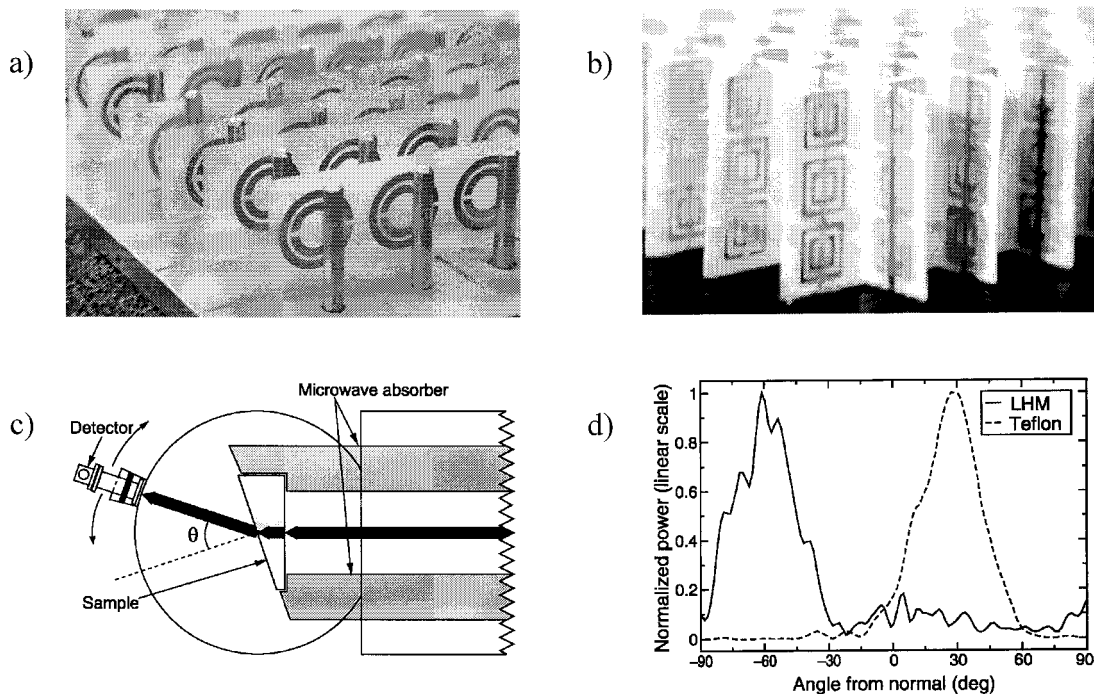 a)
b)
c)
Microwave absorber
Detector
θ
Sample
d)
LHM
Teflon
Normalized power (linear scale)
1
0.8
0.6
0.4
0.2
0
−90
−60
−30
0
30
60
90
Angle from normal (deg)